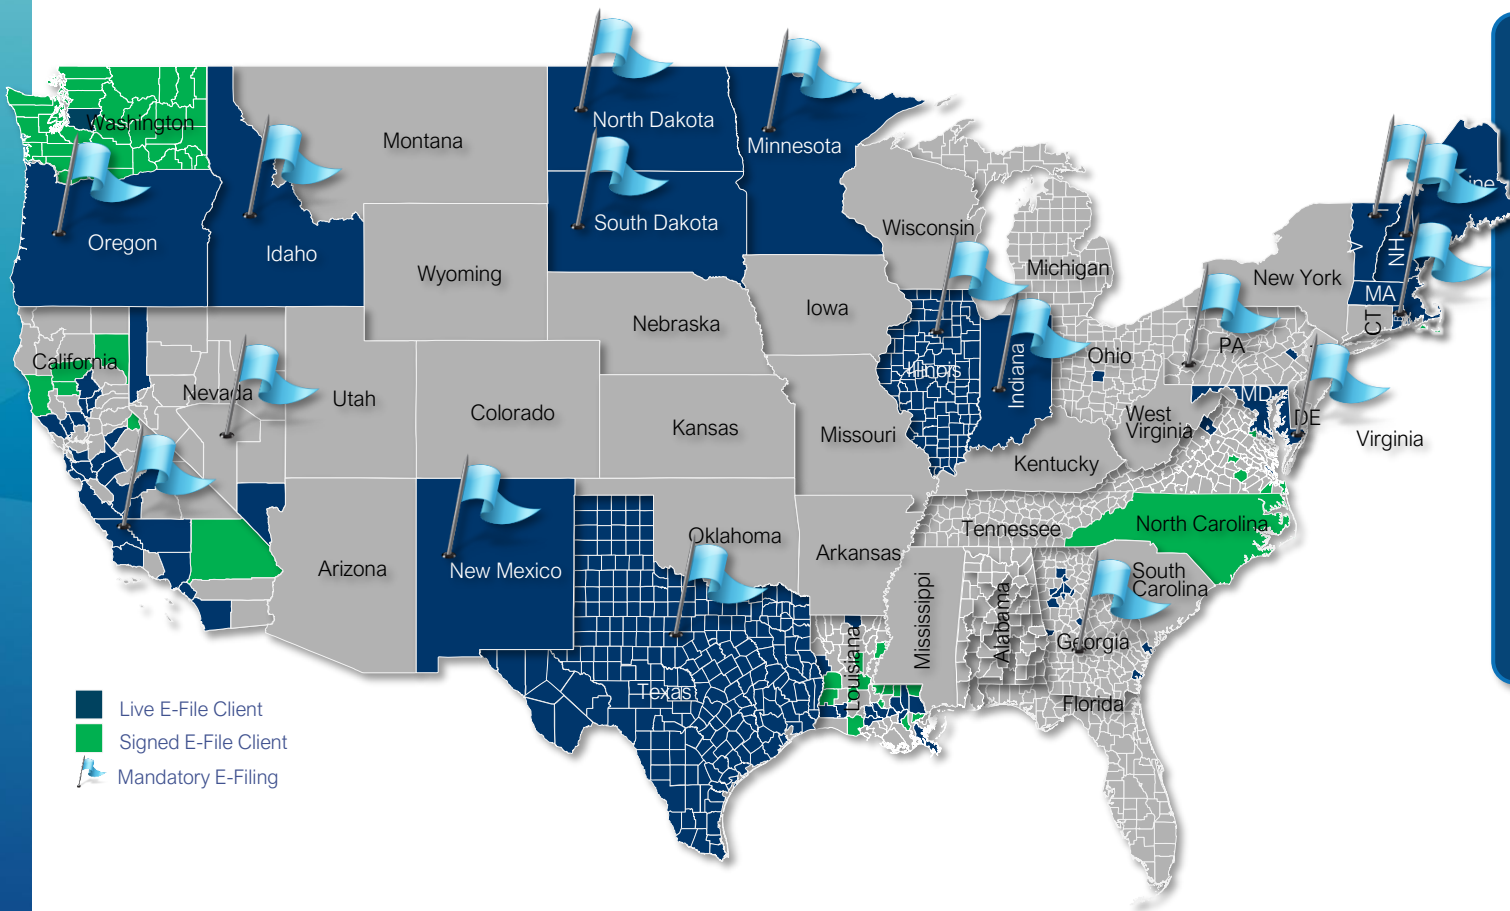 Washington
Montana
North Dakota
Minnesota
Oregon
Idaho
South Dakota
Wisconsin
Wyoming
Michigan
New York
NH
MA
CT
Nebraska
Iowa
California
Nevada
Utah
Colorado
Kansas
Missouri
Illinois
Indiana
Ohio
PA
MD
DE
West
Virginia
Virginia
Kentucky
Tennessee
North Carolina
South
Carolina
Arizona
New Mexico
Oklahoma
Arkansas
Texas
Louisiana
Mississippi
Alabama
Georgia
Florida
Live E-File Client
Signed E-File Client
Mandatory E-Filing